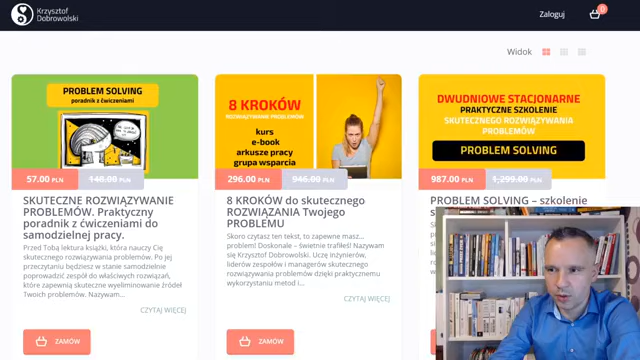 Krzysztof
Dobrowolski
Zaloguj
0
Widok
PROBLEM SOLVING
poradnik z ćwiczeniami
57.00 PLN
148.00 PLN
SKUTECZNE ROZWIĄZYWANIE
PROBLEMÓW. Praktyczny
poradnik z ćwiczeniami do
samodzielnej pracy.
Przed Tobą lektura książki, która nauczy Cię
skutecznego rozwiązywania problemów. Po jej
przeczytaniu będziesz w stanie samodzielnie
poprowadzić zespół do właściwych rozwiązań,
które zapewnią skuteczne wyeliminowanie źródeł
Twoich problemów. Nazywam...
CZYTAJ WIĘCEJ
ZAMÓW
8 KROKÓW
ROZWIĄZYWANIE PROBLEMÓW
kurs
e-book
arkusze pracy
grupa wsparcia
296.00 PLN
946.00 PLN
8 KROKÓW do skutecznego
ROZWIĄZANIA Twojego
PROBLEMU
Skoro czytasz ten tekst, to zapewne masz...
problem! Doskonale – świetnie trafiłeś! Nazywam
się Krzysztof Dobrowolski. Uczę inżynierów,
liderów zespołów i managerów skutecznego
rozwiązywania problemów dzięki praktycznemu
wykorzystaniu metod i...
CZYTAJ WIĘCEJ
ZAMÓW
DWUDNIOWE STACJONARNE
PRAKTYCZNE SZKOLENIE
SKUTECZNEGO ROZWIĄZYWANIA
PROBLEMÓW
PROBLEM SOLVING
987.00 PLN
1,299.00 PLN
PROBLEM SOLVING – szkolenie